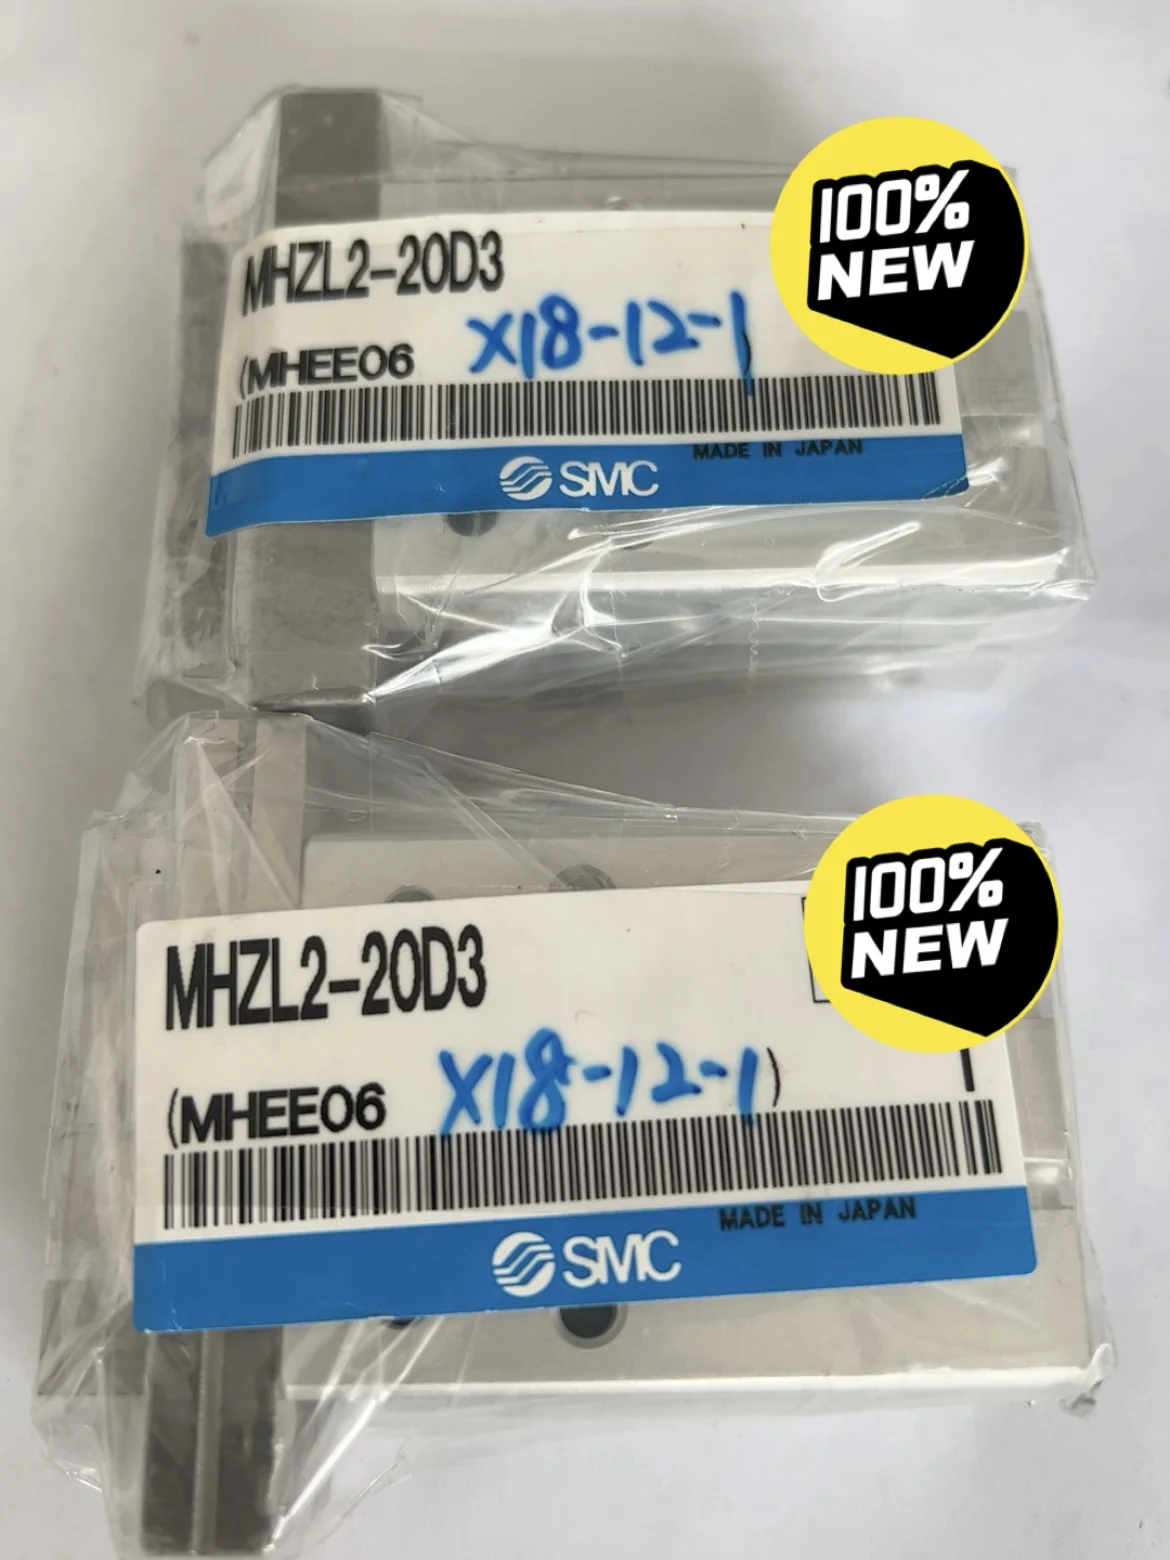 100%
NEW
MHZL2-20D3
X18-12-1
(MHEE06 )
MADE IN JAPAN
SMC
100%
NEW
MHZL2-20D3
X18-12-1
(MHEE06 )
MADE IN JAPAN
SMC